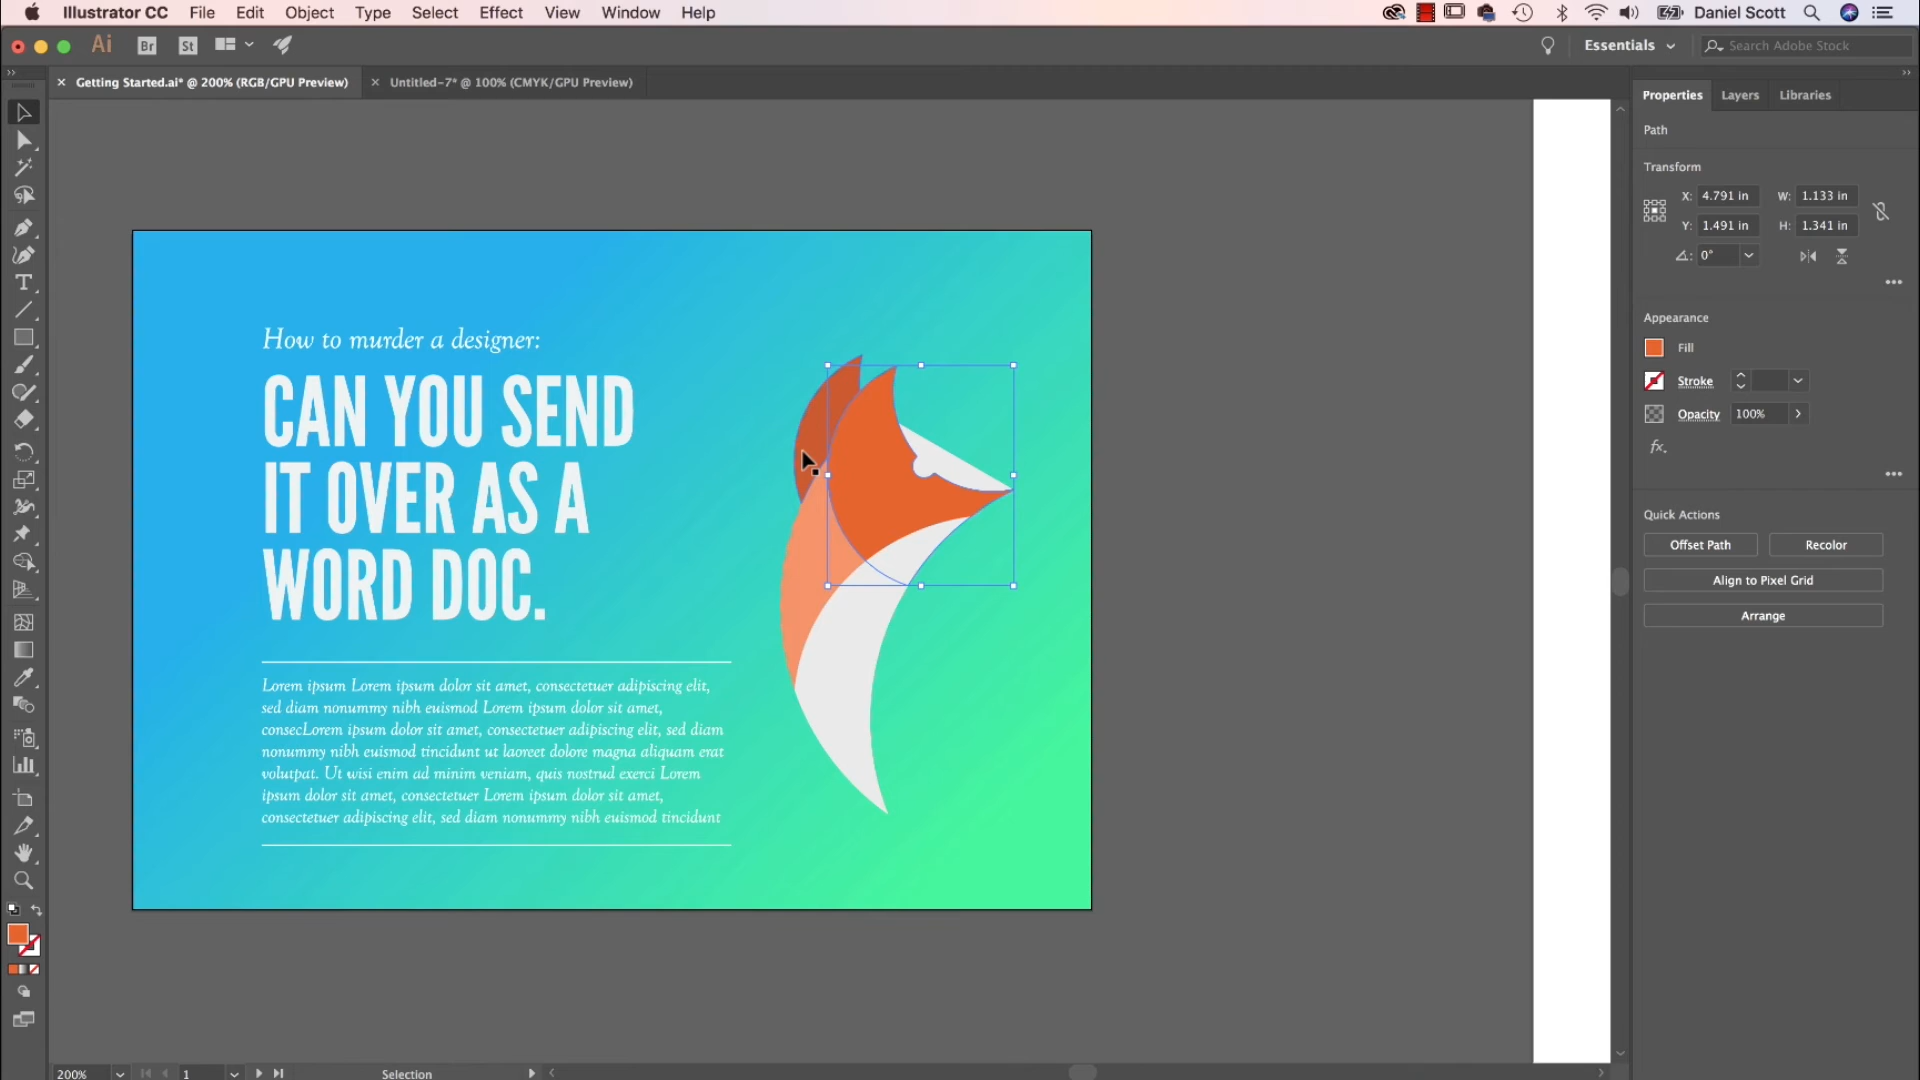 Illustrator CC File Edit Object Type Select Effect View Window Help Daniel Scott
Ai Br St Essentials Search Adobe Stock
Getting Started.ai* @ 200% (RGB/GPU Preview) Untitled-7* @ 100% (CMYK/GPU Preview)
Properties Layers Libraries
Path
Transform
X: 4.791 in W: 1.133 in
Y: 1.491 in H: 1.341 in
0°
Appearance
Fill
Stroke
Opacity 100%
fx.
Quick Actions
Offset Path Recolor
Align to Pixel Grid
Arrange
How to murder a designer:
CAN YOU SEND
IT OVER AS A
WORD DOC.
Lorem ipsum Lorem ipsum dolor sit amet, consectetuer adipiscing elit,
sed diam nonummy nibh euismod Lorem ipsum dolor sit amet,
consecLorem ipsum dolor sit amet, consectetuer adipiscing elit, sed diam
nonummy nibh euismod tincidunt ut laoreet dolore magna aliquam erat
volutpat. Ut wisi enim ad minim veniam, quis nostrud exerci Lorem
ipsum dolor sit amet, consectetuer Lorem ipsum dolor sit amet,
consectetuer adipiscing elit, sed diam nonummy nibh euismod tincidunt
200% 1 Selection